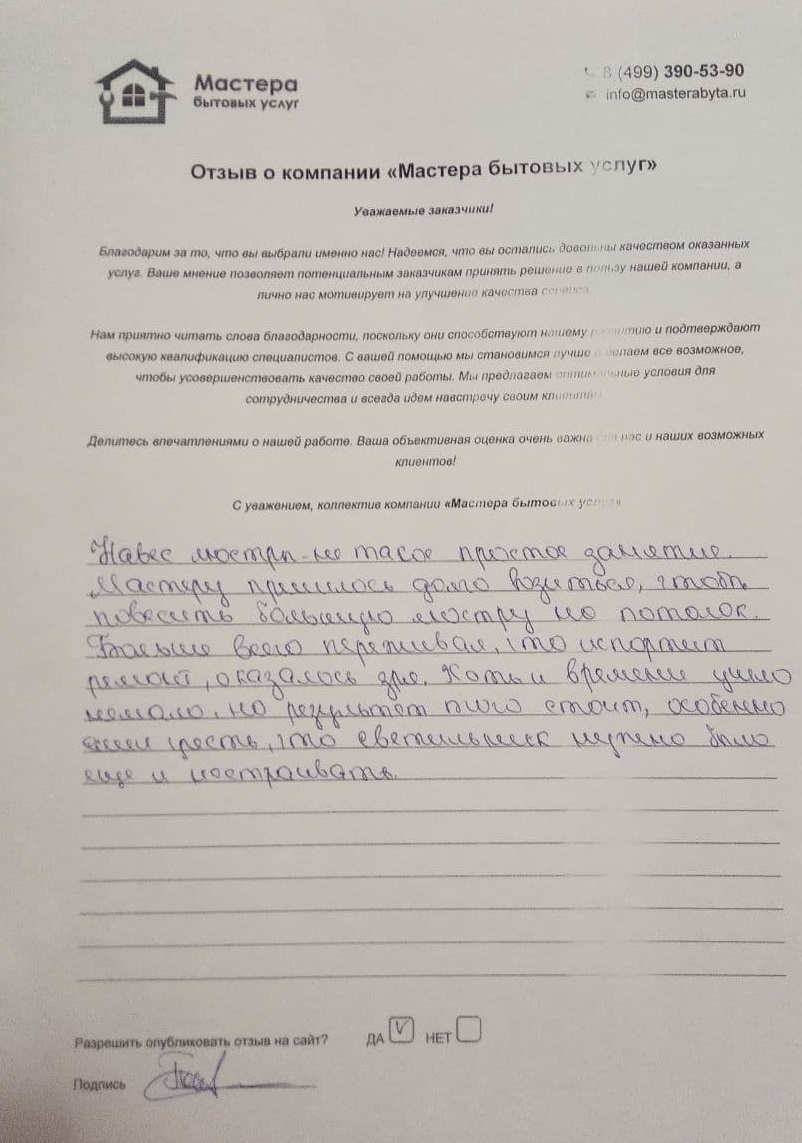 Мастера
бытовых услуг
8 (499) 390-53-90
info@masterabyta.ru
Отзыв о компании «Мастера бытовых услуг»
Уважаемые заказчики!
Благодарим за то, что вы выбрали именно нас! Надеемся, что вы остались довольны качеством оказанных
услуг. Ваше мнение позволяет потенциальным заказчикам принять решение в пользу нашей компании, а
лично нас мотивирует на улучшение качества сервиса.
Нам приятно читать слова благодарности, поскольку они способствуют нашему развитию и подтверждают
высокую квалификацию специалистов. С вашей помощью мы становимся лучше и делаем все возможное,
чтобы усовершенствовать качество своей работы. Мы предлагаем оптимальные условия для
сотрудничества и всегда идем навстречу своим клиентам.
Делитесь впечатлениями о нашей работе. Ваша объективная оценка очень важна для нас и наших возможных
клиентов!
С уважением, коллектив компании «Мастера бытовых услуг»
Навес люстры - не такое простое занятие.
Мастеру пришлось долго возиться, чтоб
повесить большую люстру на потолок.
Больше всего переживал, что испортит
ремонт, оказалось зря. Хоть и времени ушло
немало, но результат того стоит, особенно
если учесть, что светильник нужно было
еще и настраивать.
Разрешить опубликовать отзыв на сайт? ДА НЕТ
Подпись